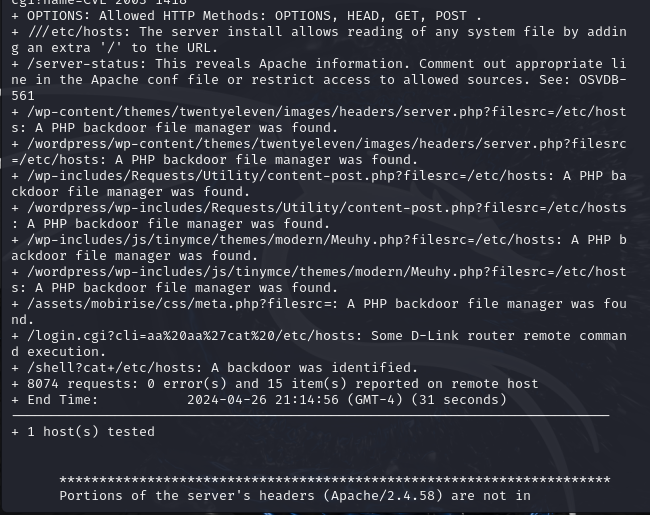 cgi?name=CVE-2003-1418
+ OPTIONS: Allowed HTTP Methods: OPTIONS, HEAD, GET, POST .
+ ///etc/hosts: The server install allows reading of any system file by addin
g an extra '/' to the URL.
+ /server-status: This reveals Apache information. Comment out appropriate li
ne in the Apache conf file or restrict access to allowed sources. See: OSVDB-
561
+ /wp-content/themes/twentyeleven/images/headers/server.php?filesrc=/etc/host
s: A PHP backdoor file manager was found.
+ /wordpress/wp-content/themes/twentyeleven/images/headers/server.php?filesrc
=/etc/hosts: A PHP backdoor file manager was found.
+ /wp-includes/Requests/Utility/content-post.php?filesrc=/etc/hosts: A PHP ba
ckdoor file manager was found.
+ /wordpress/wp-includes/Requests/Utility/content-post.php?filesrc=/etc/hosts
: A PHP backdoor file manager was found.
+ /wp-includes/js/tinymce/themes/modern/Meuhy.php?filesrc=/etc/hosts: A PHP b
ackdoor file manager was found.
+ /wordpress/wp-includes/js/tinymce/themes/modern/Meuhy.php?filesrc=/etc/host
s: A PHP backdoor file manager was found.
+ /assets/mobirise/css/meta.php?filesrc=: A PHP backdoor file manager was fou
nd.
+ /login.cgi?cli=aa%20aa%27cat%20/etc/hosts: Some D-Link router remote comman
d execution.
+ /shell?cat+/etc/hosts: A backdoor was identified.
+ 8074 requests: 0 error(s) and 15 item(s) reported on remote host
+ End Time:           2024-04-26 21:14:56 (GMT-4) (31 seconds)
---------------------------------------------------------------------------
+ 1 host(s) tested
*********************************************************************
Portions of the server's headers (Apache/2.4.58) are not in